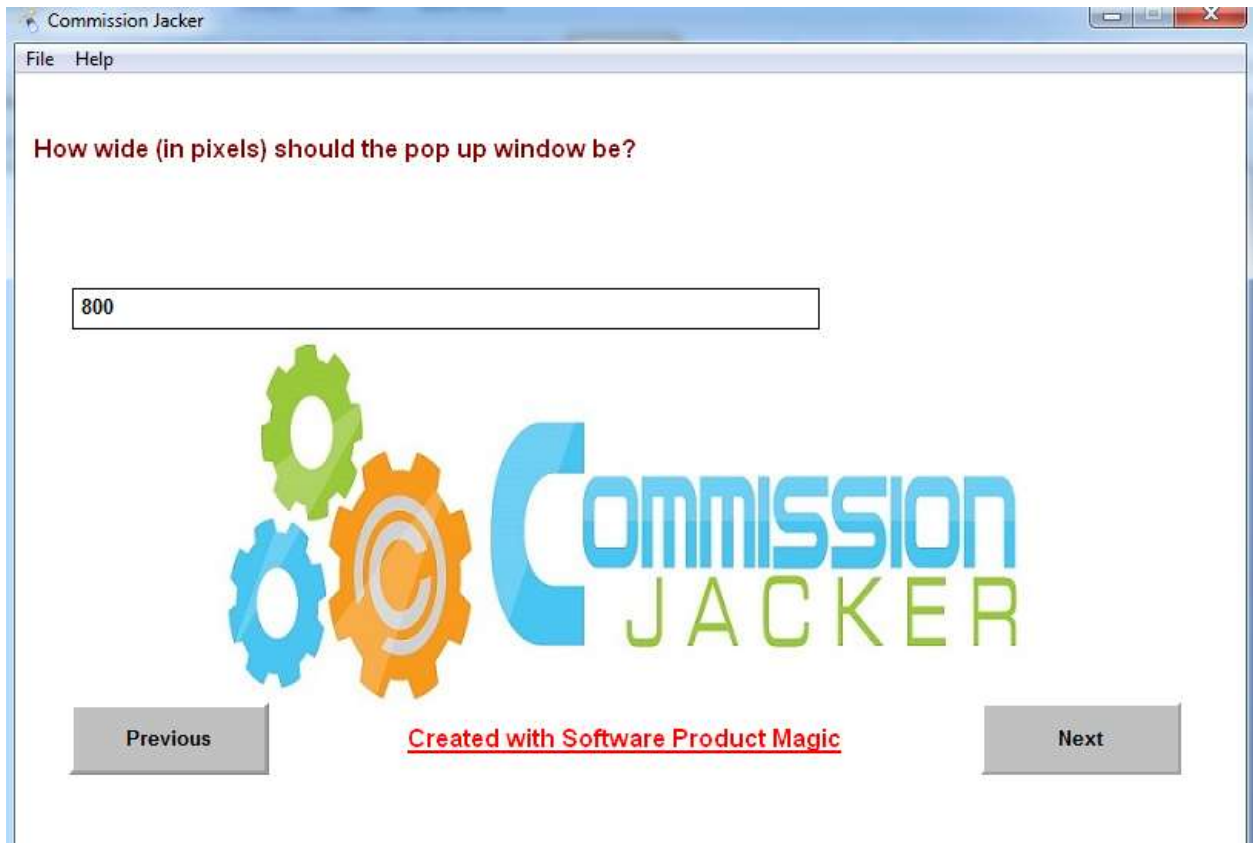 Commission Jacker
File Help
How wide (in pixels) should the pop up window be?
800
COMMISSION
JACKER
Previous Created with Software Product Magic Next